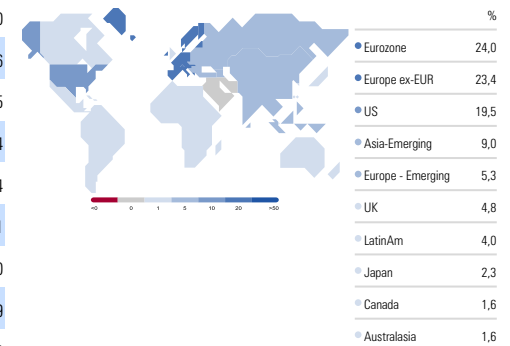 %
Eurozone 24,0
Europe ex-EUR 23,4
US 19,5
Asia-Emerging 9,0
Europe - Emerging 5,3
UK 4,8
LatinAm 4,0
Japan 2,3
Canada 1,6
Australasia 1,6
<0 0 1 5 10 20 >50